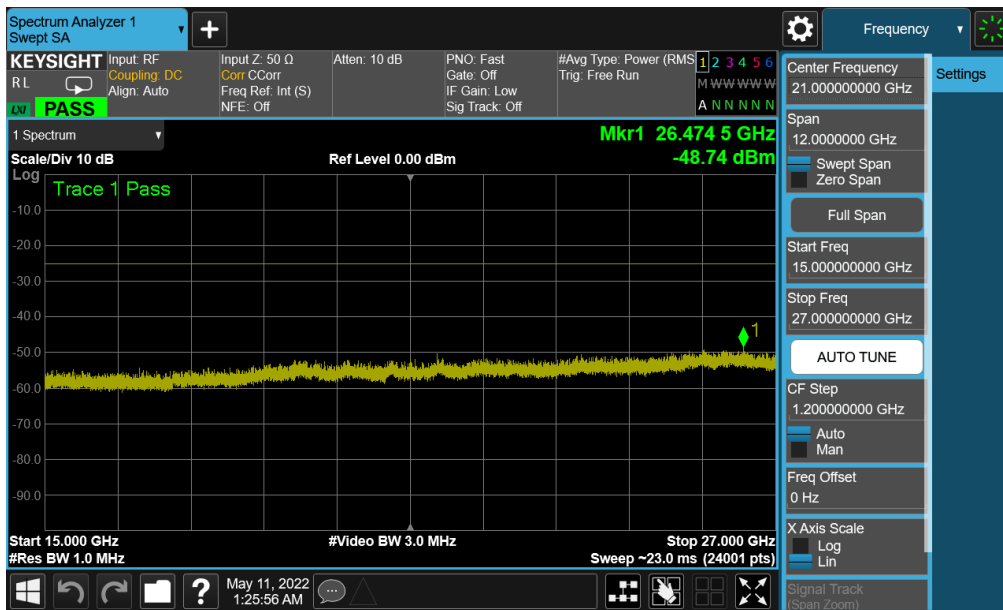 Spectrum Analyzer 1
Swept SA
Frequency
KEYSIGHT
R L
LXI
PASS
Input: RF
Coupling: DC
Align: Auto
Input Z: 50 Ω
Corr CCorr
Freq Ref: Int (S)
NFE: Off
Atten: 10 dB
PNO: Fast
Gate: Off
IF Gain: Low
Sig Track: Off
#Avg Type: Power (RMS
Trig: Free Run
1 2 3 4 5 6
M W W W W W
A N N N N N
1 Spectrum
Scale/Div 10 dB
Ref Level 0.00 dBm
Mkr1 26.474 5 GHz
-48.74 dBm
Log
Trace 1 Pass
-10.0
-20.0
-30.0
-40.0
-50.0
-60.0
-70.0
-80.0
-90.0
1
Start 15.000 GHz
#Res BW 1.0 MHz
#Video BW 3.0 MHz
Stop 27.000 GHz
Sweep ~23.0 ms (24001 pts)
?
May 11, 2022
1:25:56 AM
Center Frequency
21.000000000 GHz
Span
12.0000000 GHz
Swept Span
Zero Span
Full Span
Start Freq
15.000000000 GHz
Stop Freq
27.000000000 GHz
AUTO TUNE
CF Step
1.200000000 GHz
Auto
Man
Freq Offset
0 Hz
X Axis Scale
Log
Lin
Signal Track
(Span Zoom)
Settings